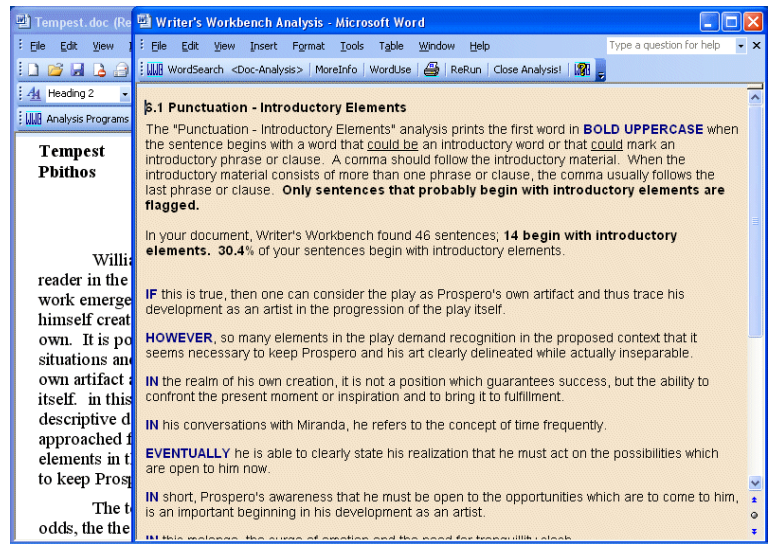 Tempest.doc (Re
Writer's Workbench Analysis - Microsoft Word
File Edit View
File Edit View Insert Format Tools Table Window Help Type a question for help
WordSearch <Doc-Analysis> MoreInfo WordUse ReRun Close Analysis!
Heading 2
Analysis Programs
Tempest
Pbithos
Willia
reader in the
work emerge
himself creat
own. It is po
situations and
own artifact a
itself. in this
descriptive d
approached f
elements in t
to keep Prosp
The t
odds, the the
6.1 Punctuation - Introductory Elements
The "Punctuation - Introductory Elements" analysis prints the first word in BOLD UPPERCASE when
the sentence begins with a word that could be an introductory word or that could mark an
introductory phrase or clause. A comma should follow the introductory material. When the
introductory material consists of more than one phrase or clause, the comma usually follows the
last phrase or clause. Only sentences that probably begin with introductory elements are
flagged.
In your document, Writer's Workbench found 46 sentences; 14 begin with introductory
elements. 30.4% of your sentences begin with introductory elements.
IF this is true, then one can consider the play as Prospero's own artifact and thus trace his
development as an artist in the progression of the play itself.
HOWEVER, so many elements in the play demand recognition in the proposed context that it
seems necessary to keep Prospero and his art clearly delineated while actually inseparable.
IN the realm of his own creation, it is not a position which guarantees success, but the ability to
confront the present moment or inspiration and to bring it to fulfillment.
IN his conversations with Miranda, he refers to the concept of time frequently.
EVENTUALLY he is able to clearly state his realization that he must act on the possibilities which
are open to him now.
IN short, Prospero's awareness that he must be open to the opportunities which are to come to him,
is an important beginning in his development as an artist.
IN this melange, the surge of emotion and the need for tranquillity clash